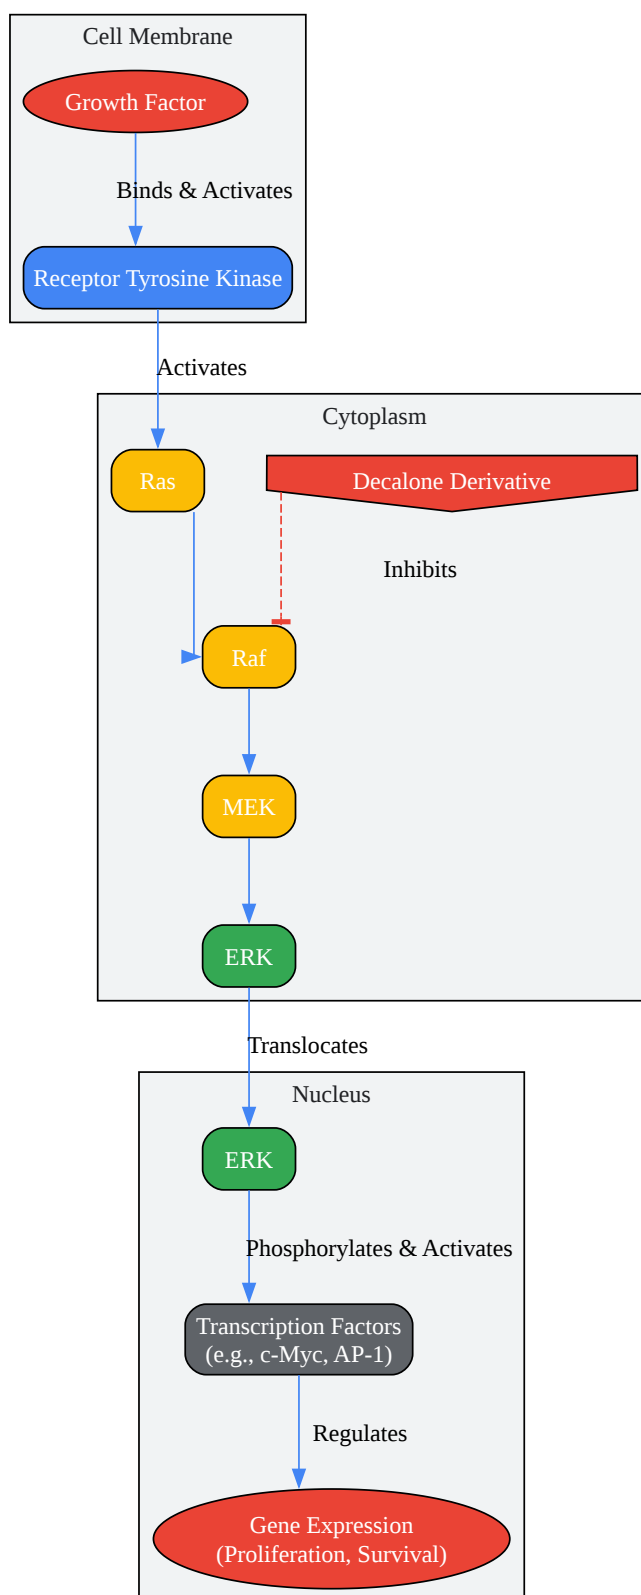 Cell Membrane
Growth Factor
Binds & Activates
Receptor Tyrosine Kinase
Activates
Cytoplasm
Ras
Decalone Derivative
Inhibits
Raf
MEK
ERK
Translocates
Nucleus
ERK
Phosphorylates & Activates
Transcription Factors
(e.g., c-Myc, AP-1)
Regulates
Gene Expression
(Proliferation, Survival)